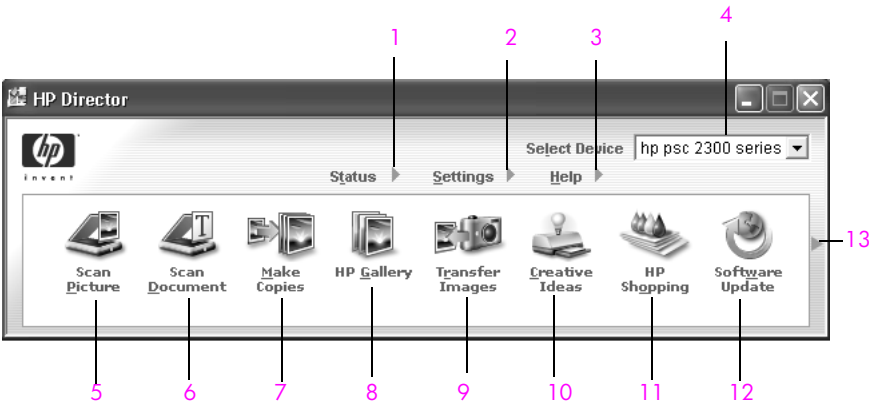 1 2 3 4
HP Director
hp
invent
Select Device hp psc 2300 series
Status Settings Help
Scan Picture
Scan Document
Make Copies
HP Gallery
Transfer Images
Creative Ideas
HP Shopping
Software Update
13
5 6 7 8 9 10 11 12